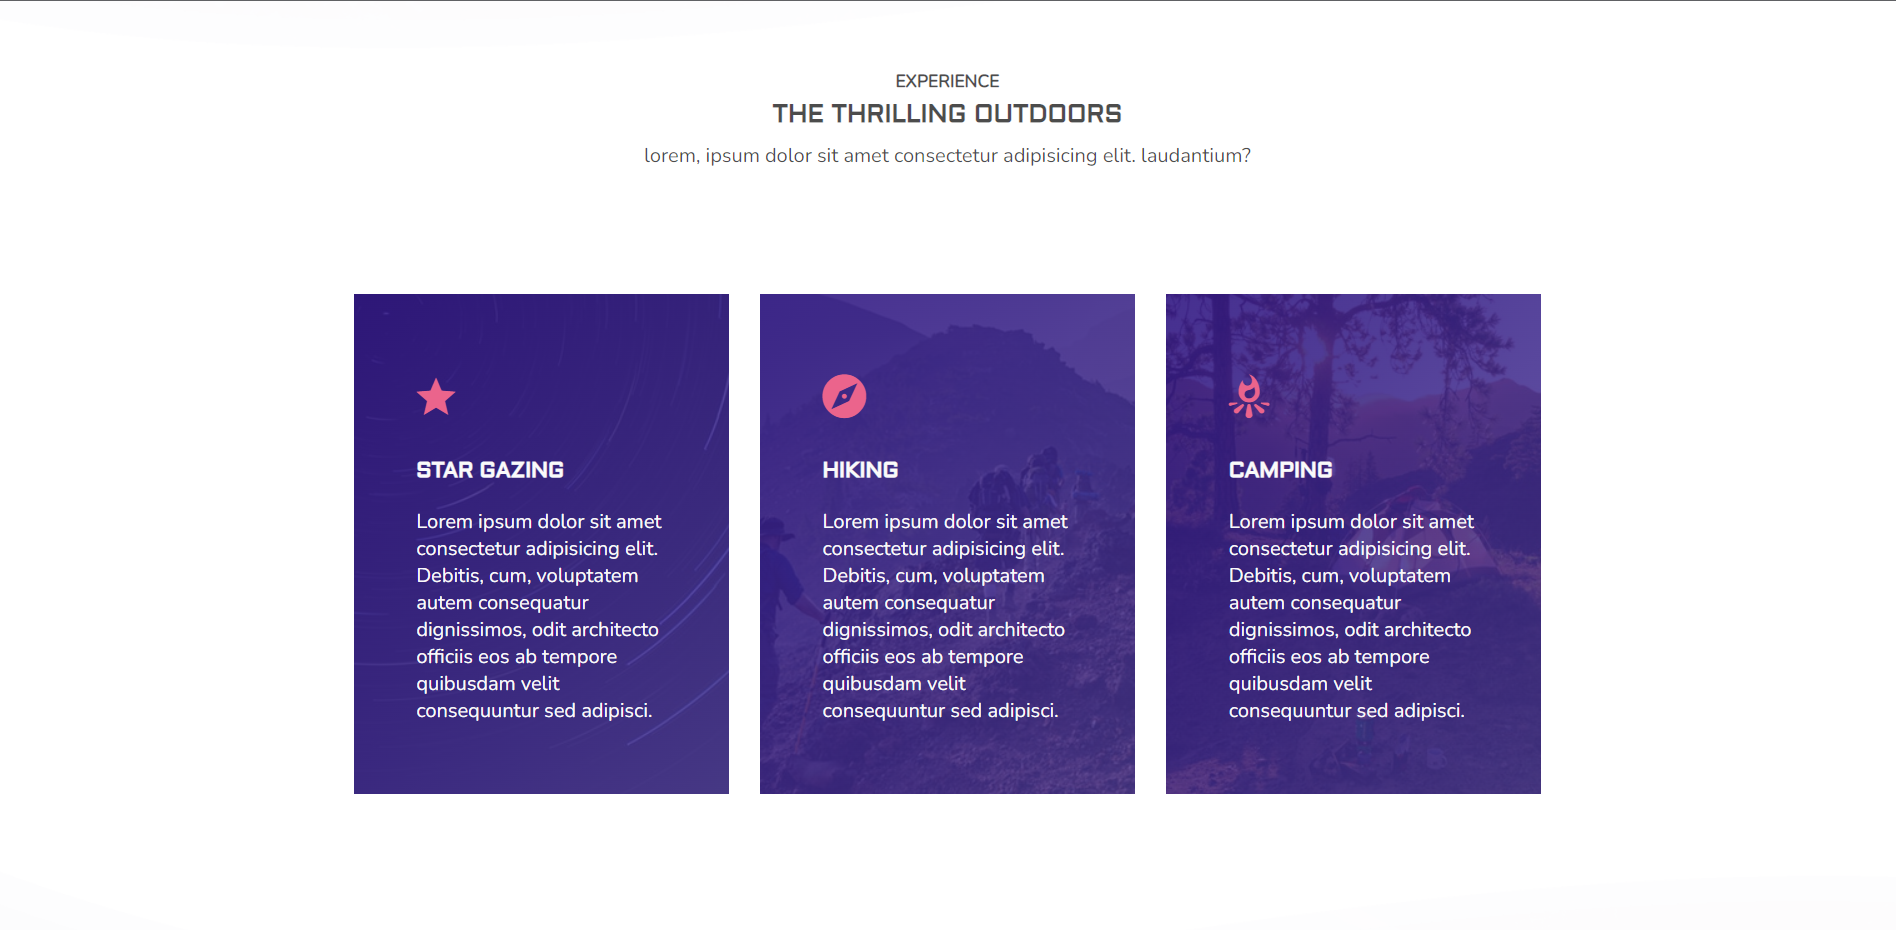 EXPERIENCE
THE THRILLING OUTDOORS
lorem, ipsum dolor sit amet consectetur adipisicing elit. laudantium?
STAR GAZING
Lorem ipsum dolor sit amet
consectetur adipisicing elit.
Debitis, cum, voluptatem
autem consequatur
dignissimos, odit architecto
officiis eos ab tempore
quibusdam velit
consequuntur sed adipisci.
HIKING
Lorem ipsum dolor sit amet
consectetur adipisicing elit.
Debitis, cum, voluptatem
autem consequatur
dignissimos, odit architecto
officiis eos ab tempore
quibusdam velit
consequuntur sed adipisci.
CAMPING
Lorem ipsum dolor sit amet
consectetur adipisicing elit.
Debitis, cum, voluptatem
autem consequatur
dignissimos, odit architecto
officiis eos ab tempore
quibusdam velit
consequuntur sed adipisci.